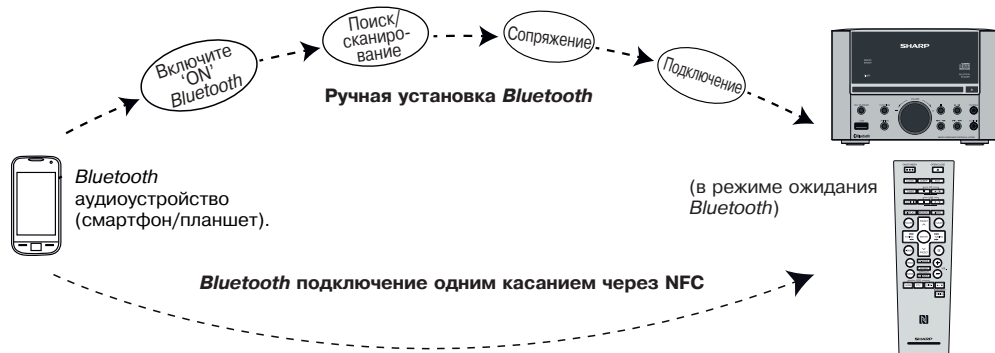 Включите
'ON'
Bluetooth
Поиск/
сканиро-
вание
Сопряжение
Подключение
Ручная установка Bluetooth
SHARP
Bluetooth
аудиоустройство
(смартфон/планшет).
(в режиме ожидания
Bluetooth)
Bluetooth подключение одним касанием через NFC
SHARP